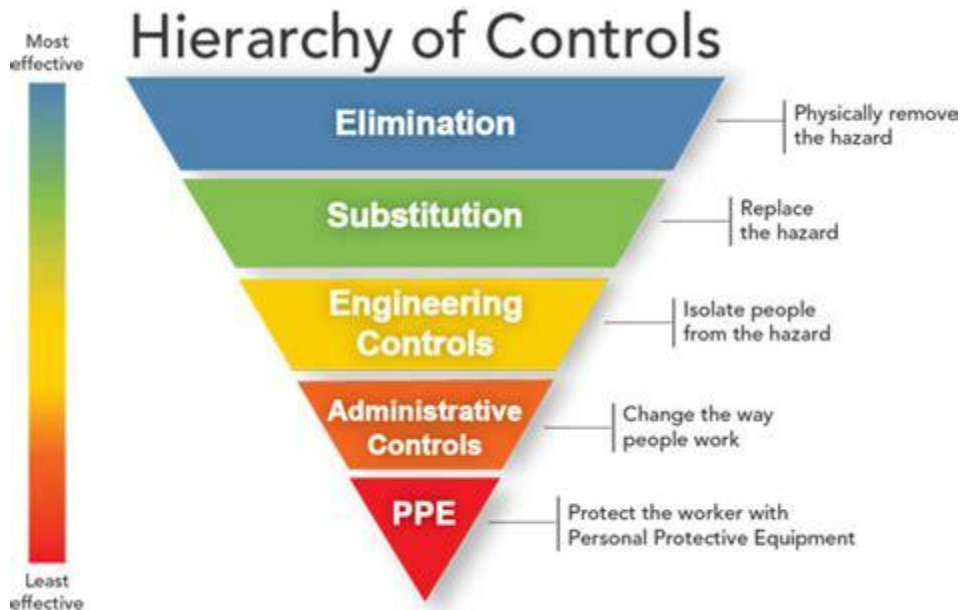 Hierarchy of Controls
Most
effective
Elimination
Physically remove
the hazard
Substitution
Replace
the hazard
Engineering
Controls
Isolate people
from the hazard
Administrative
Controls
Change the way
people work
PPE
Protect the worker with
Personal Protective Equipment
Least
effective